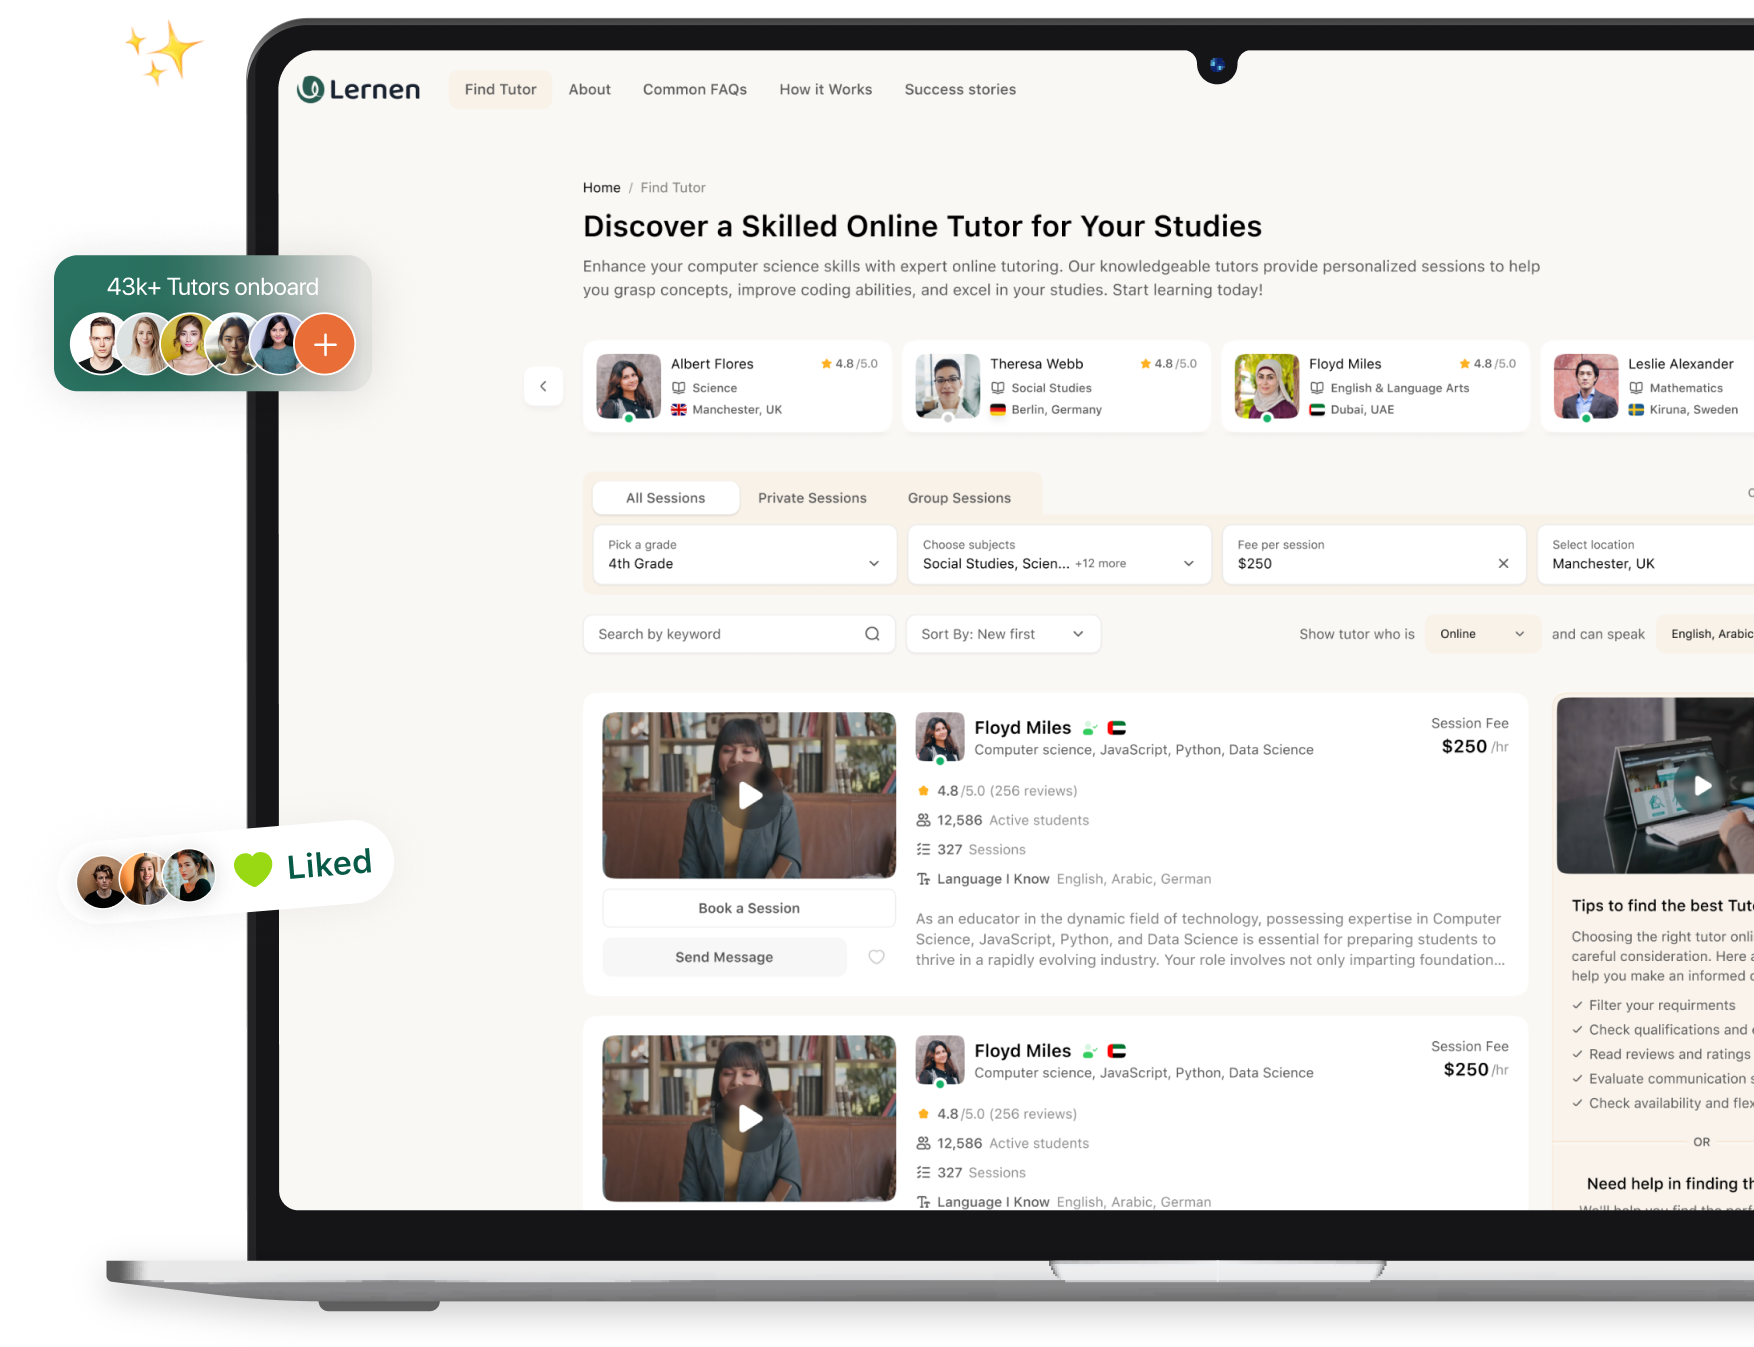 Lernen
Find Tutor
About
Common FAQs
How it Works
Success stories
Home / Find Tutor
Discover a Skilled Online Tutor for Your Studies
Enhance your computer science skills with expert online tutoring. Our knowledgeable tutors provide personalized sessions to help
you grasp concepts, improve coding abilities, and excel in your studies. Start learning today!
43k+ Tutors onboard
Albert Flores
4.8/5.0
Science
Manchester, UK
Theresa Webb
4.8/5.0
Social Studies
Berlin, Germany
Floyd Miles
4.8/5.0
English & Language Arts
Dubai, UAE
Leslie Alexander
Mathematics
Kiruna, Sweden
All Sessions
Private Sessions
Group Sessions
Pick a grade
4th Grade
Choose subjects
Social Studies, Scien... +12 more
Fee per session
$250
Select location
Manchester, UK
Search by keyword
Sort By: New first
Show tutor who is
Online
and can speak
English, Arabic
Floyd Miles
Computer science, JavaScript, Python, Data Science
Session Fee
$250 /hr
4.8/5.0 (256 reviews)
12,586 Active students
327 Sessions
Language I Know English, Arabic, German
As an educator in the dynamic field of technology, possessing expertise in Computer
Science, JavaScript, Python, and Data Science is essential for preparing students to
thrive in a rapidly evolving industry. Your role involves not only imparting foundation...
Book a Session
Send Message
Liked
Floyd Miles
Computer science, JavaScript, Python, Data Science
Session Fee
$250 /hr
4.8/5.0 (256 reviews)
12,586 Active students
327 Sessions
Language I Know English, Arabic, German
Tips to find the best Tut
Choosing the right tutor onli
careful consideration. Here a
help you make an informed
Filter your requirments
Check qualifications and
Read reviews and ratings
Evaluate communication s
Check availability and flex
OR
Need help in finding th
We'll help you find the perf